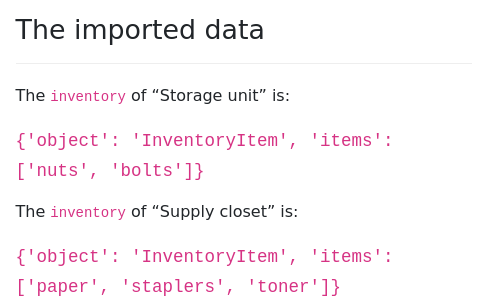 The imported data
The inventory of “Storage unit” is:
{'object': 'InventoryItem', 'items':
['nuts', 'bolts']}
The inventory of “Supply closet” is:
{'object': 'InventoryItem', 'items':
['paper', 'staplers', 'toner']}